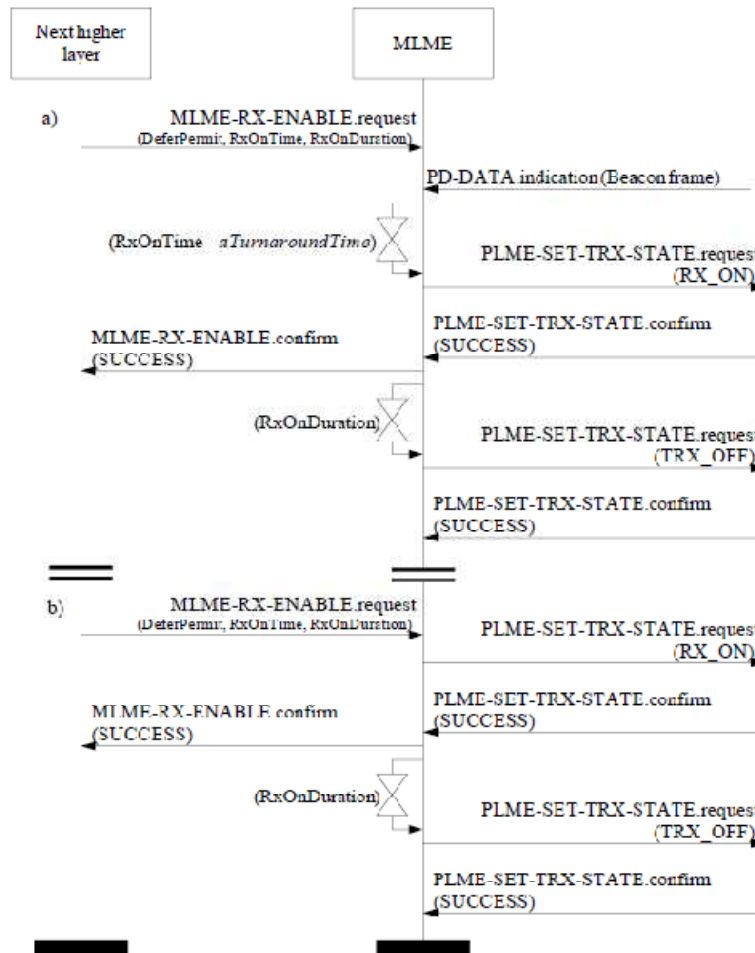 Next higher
layer
MLME
a)
MLME-RX-ENABLE.request
(DeferPermit, RxOnTime, RxOnDuration)
PD-DATA.indication (Beacon frame)
(RxOnTime aTurnaroundTime)
PLME-SET-TRX-STATE.request
(RX_ON)
MLME-RX-ENABLE.confirm
(SUCCESS)
PLME-SET-TRX-STATE.confirm
(SUCCESS)
(RxOnDuration)
PLME-SET-TRX-STATE.request
(TRX_OFF)
PLME-SET-TRX-STATE.confirm
(SUCCESS)
b)
MLME-RX-ENABLE.request
(DeferPermit, RxOnTime, RxOnDuration)
PLME-SET-TRX-STATE.request
(RX_ON)
PLME-SET-TRX-STATE.confirm
(SUCCESS)
MLME-RX-ENABLE.confirm
(SUCCESS)
(RxOnDuration)
PLME-SET-TRX-STATE.request
(TRX_OFF)
PLME-SET-TRX-STATE.confirm
(SUCCESS)